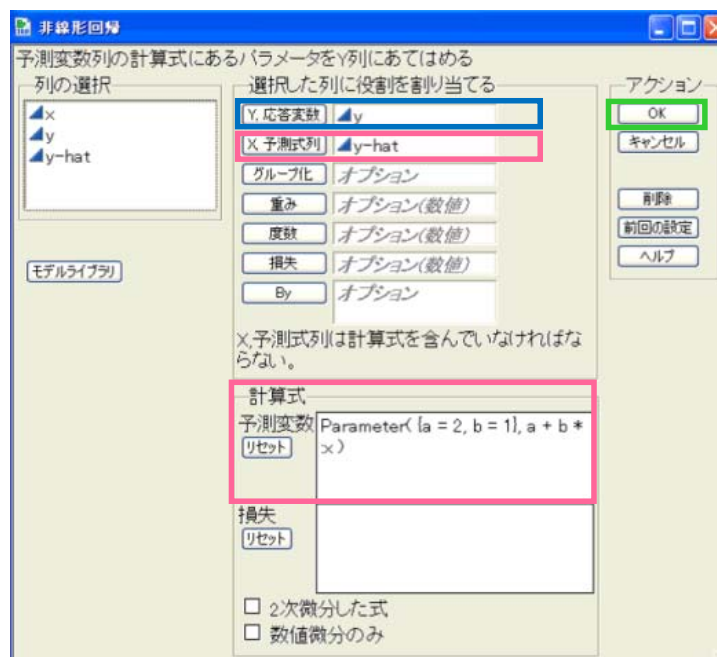 非線形回帰
予測変数列の計算式にあるパラメータをY列にあてはめる
列の選択
x
y
y-hat
モデルライブラリ
選択した列に役割を割り当てる
Y, 応答変数 y
X, 予測式列 y-hat
グループ化 オプション
重み オプション(数値)
度数 オプション(数値)
損失 オプション(数値)
By オプション
X,予測式列は計算式を含んでいなければな
らない。
計算式
予測変数 Parameter( {a = 2, b = 1}, a + b *
リセット x )
損失
リセット
2次微分した式
数値微分のみ
アクション
OK
キャンセル
削除
前回の設定
ヘルプ